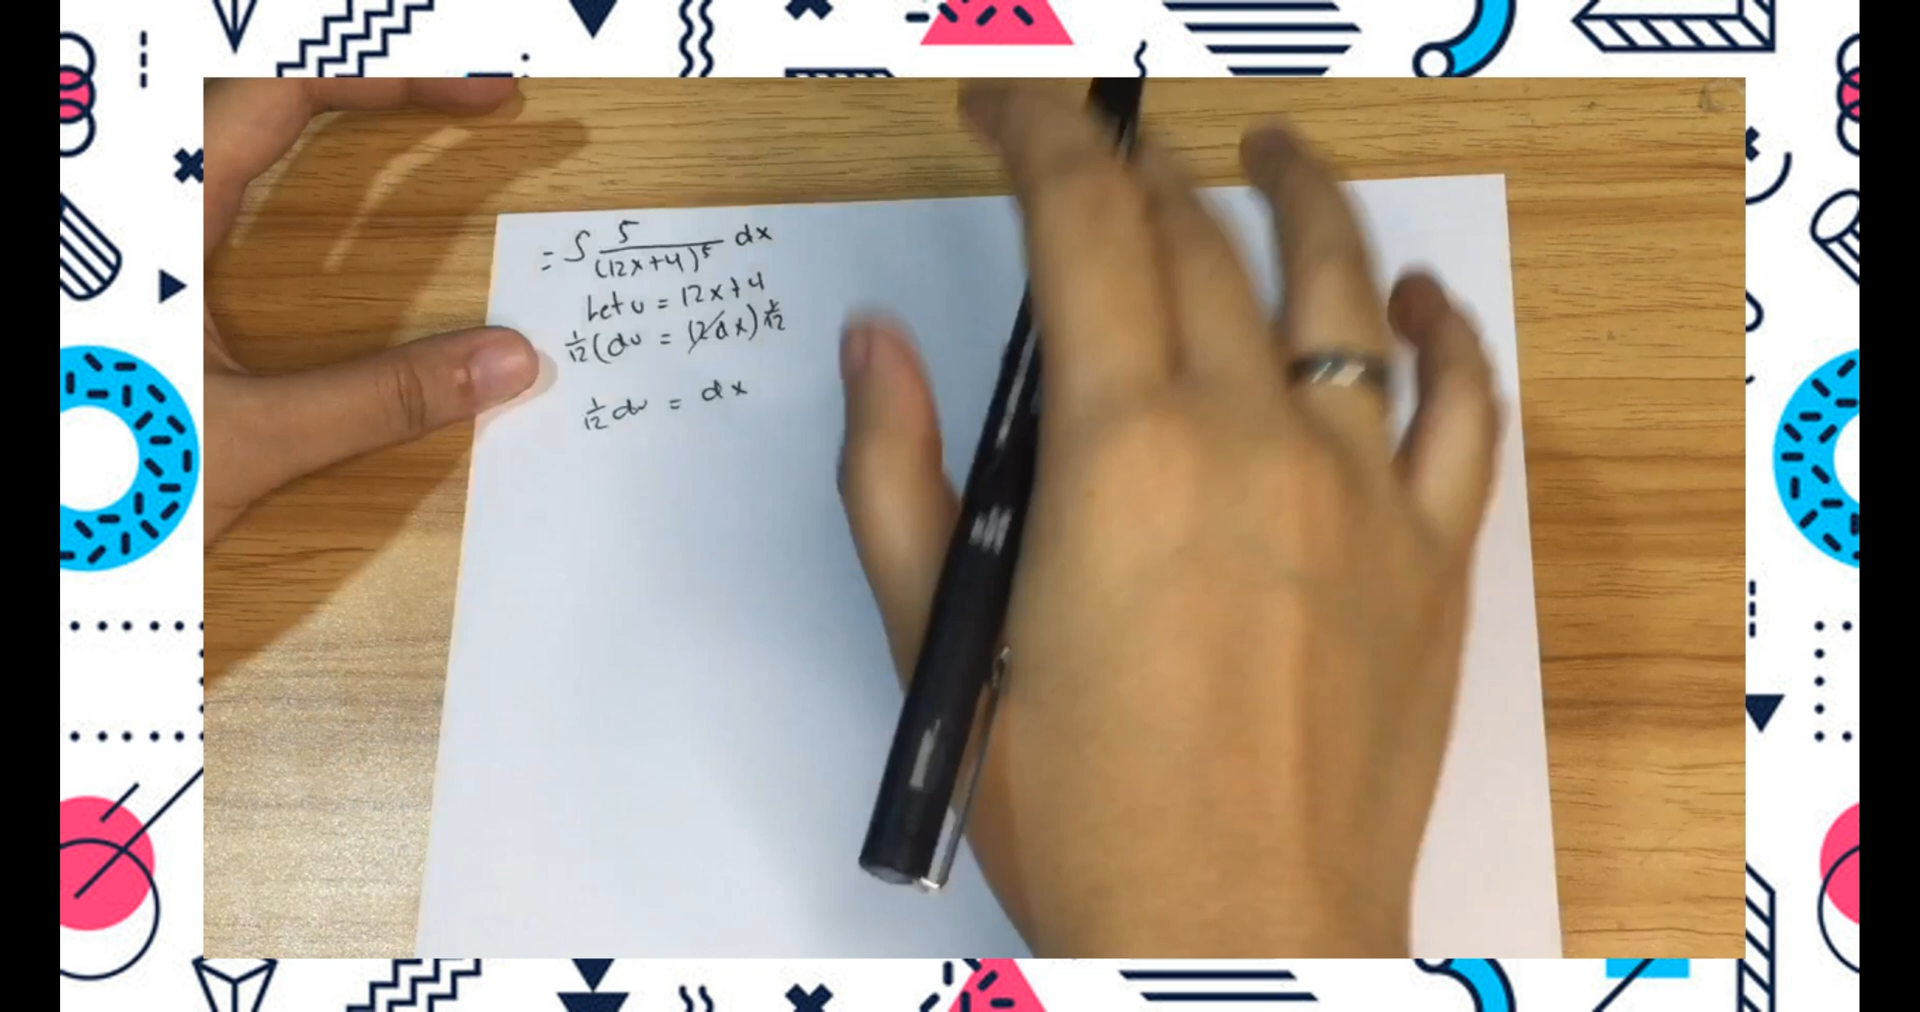 = ∫ 5/(12x+4)^5 dx
Let u = 12x+4
1/12 (du = 12dx) 1/12
1/12 du = dx